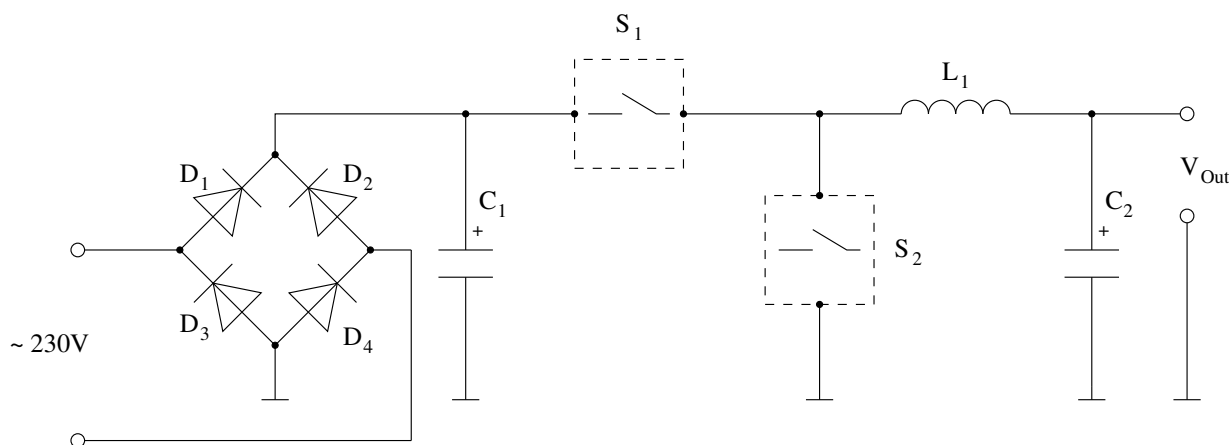 S1
L1
D1
D2
C1
+
VOut
C2
+
S2
D3
D4
~ 230V